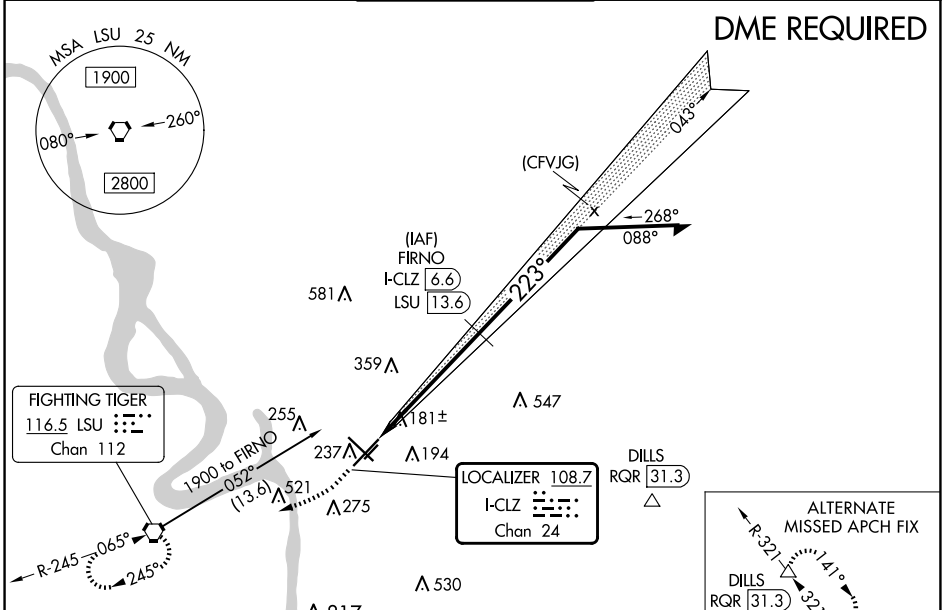 DME REQUIRED
MSA LSU 25 NM
1900
080°
260°
2800
043°
(CFVJG)
268°
088°
223°
(IAF)
FIRNO
I-CLZ 6.6
LSU 13.6
581
359
547
181±
255
237
194
521
275
530
FIGHTING TIGER
116.5 LSU
Chan 112
1900 to FIRNO
052°
(13.6)
R-245
065°
245°
LOCALIZER 108.7
I-CLZ
Chan 24
DILLS
RQR 31.3
ALTERNATE
MISSED APCH FIX
R-321
141°
DILLS
RQR 31.3